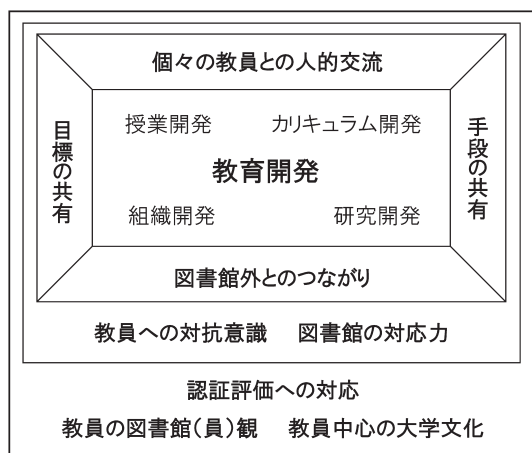 個々の教員との人的交流
目標の共有
授業開発 カリキュラム開発
教育開発
組織開発 研究開発
手段の共有
図書館外とのつながり
教員への対抗意識 図書館の対応力
認証評価への対応
教員の図書館(員)観 教員中心の大学文化